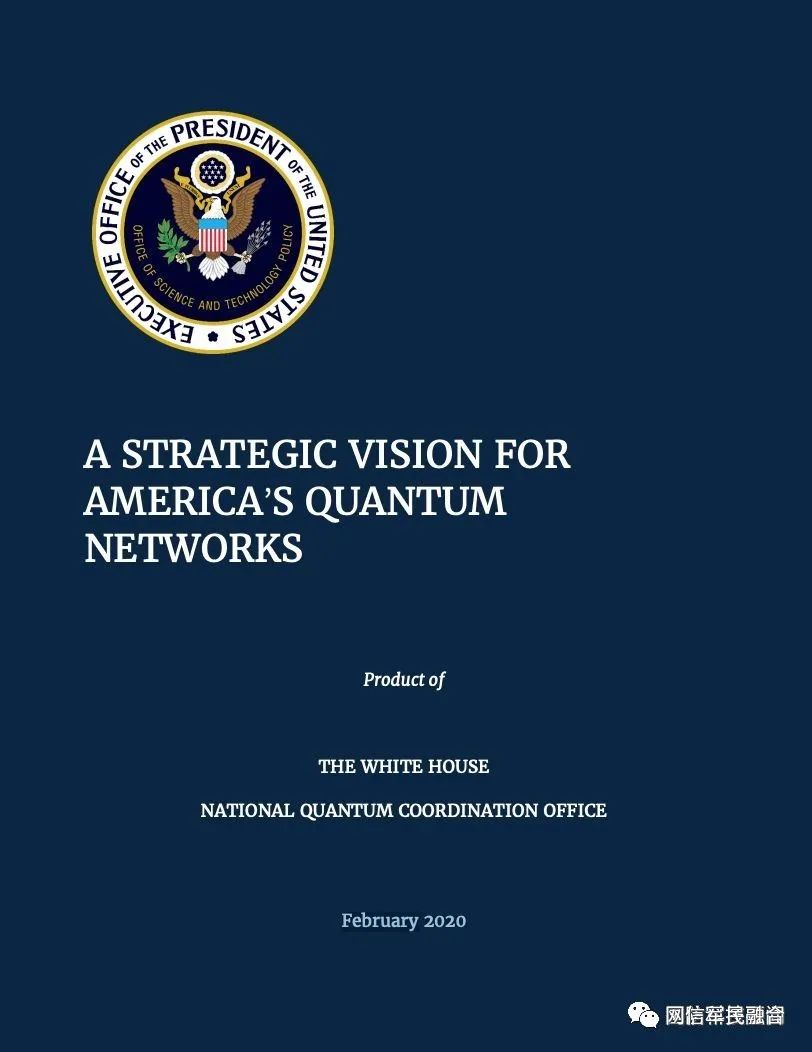 EXECUTIVE OFFICE OF THE PRESIDENT OF THE UNITED STATES
OFFICE OF SCIENCE AND TECHNOLOGY POLICY
A STRATEGIC VISION FOR
AMERICA’S QUANTUM
NETWORKS
Product of
THE WHITE HOUSE
NATIONAL QUANTUM COORDINATION OFFICE
February 2020
网信军民融合